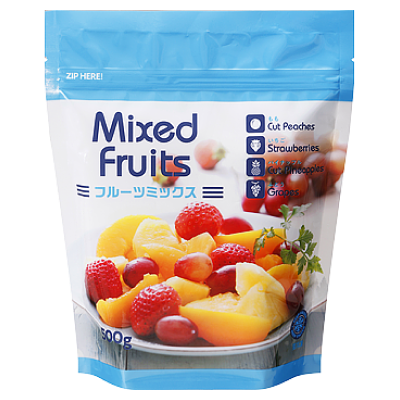 ZIP HERE!
Mixed
Fruits
フルーツミックス
もも
Cut Peaches
いちご
Strawberries
Cut Pineapples
Grapes
500g